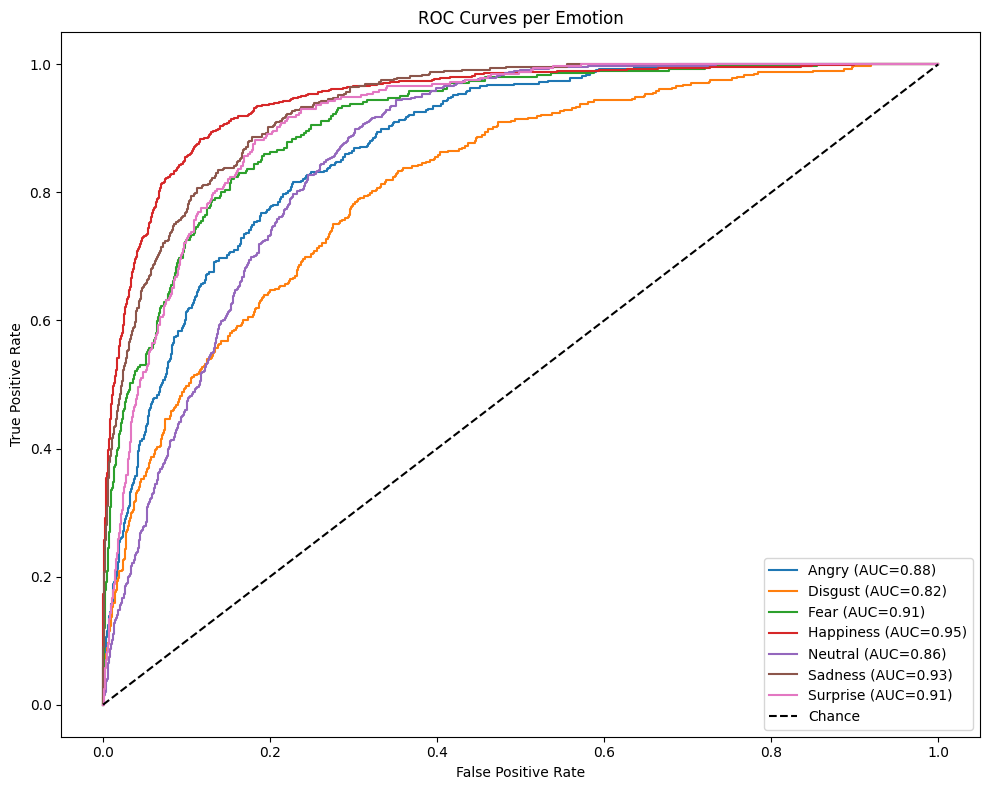 ROC Curves per Emotion
True Positive Rate
1.0
0.8
0.6
0.4
0.2
0.0
0.0 0.2 0.4 0.6 0.8 1.0
False Positive Rate
Angry (AUC=0.88)
Disgust (AUC=0.82)
Fear (AUC=0.91)
Happiness (AUC=0.95)
Neutral (AUC=0.86)
Sadness (AUC=0.93)
Surprise (AUC=0.91)
Chance